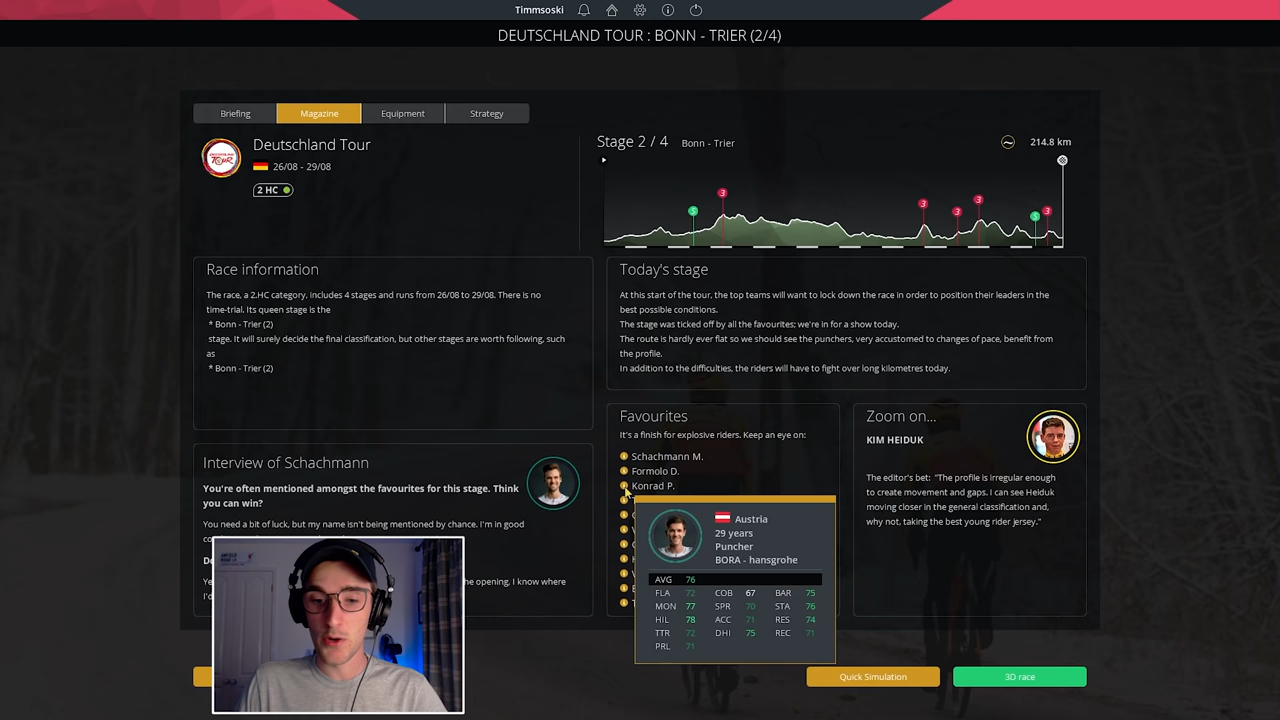 Timmsoski
DEUTSCHLAND TOUR : BONN - TRIER (2/4)
Briefing
Magazine
Equipment
Strategy
Deutschland Tour
26/08 - 29/08
2 HC
Stage 2 / 4 Bonn - Trier
214.8 km
S 3 3 3 3 S 3
Race information
The race, a 2.HC category, includes 4 stages and runs from 26/08 to 29/08. There is no
time-trial. Its queen stage is the
* Bonn - Trier (2)
stage. It will surely decide the final classification, but other stages are worth following, such
as
* Bonn - Trier (2)
Today's stage
At this start of the tour, the top teams will want to lock down the race in order to position their leaders in the
best possible conditions.
The stage was ticked off by all the favourites; we're in for a show today.
The route is hardly ever flat so we should see the punchers, very accustomed to changes of pace, benefit from
the profile.
In addition to the difficulties, the riders will have to fight over long kilometres today.
Interview of Schachmann
You're often mentioned amongst the favourites for this stage. Think
you can win?
You need a bit of luck, but my name isn't being mentioned by chance. I'm in good
he opening, I know where
Favourites
It's a finish for explosive riders. Keep an eye on:
Schachmann M.
Formolo D.
Konrad P.
Austria
29 years
Puncher
BORA - hansgrohe
AVG 76
FLA 72 COB 67 BAR 75
MON 77 SPR 70 STA 76
HIL 78 ACC 71 RES 74
TTR 72 DHI 75 REC 71
PRL 71
Zoom on...
KIM HEIDUK
The editor's bet: "The profile is irregular enough
to create movement and gaps. I can see Heiduk
moving closer in the general classification and,
why not, taking the best young rider jersey."
Quick Simulation
3D race